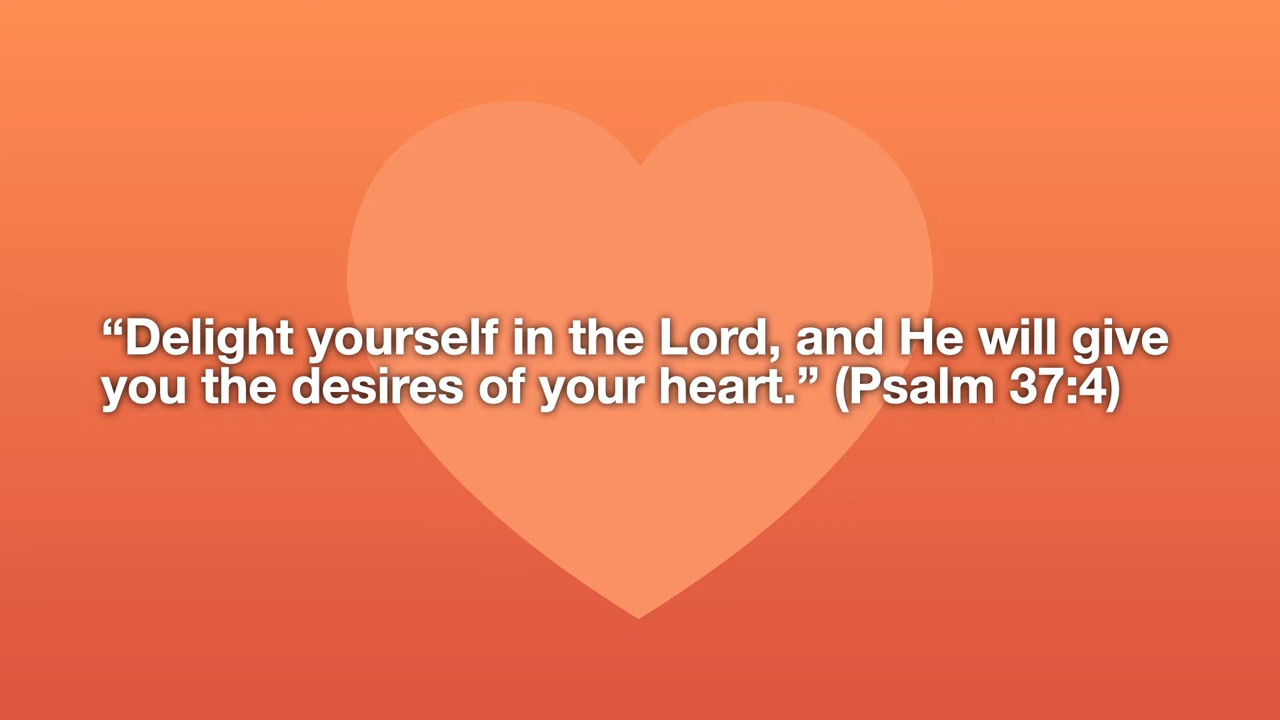 “Delight yourself in the Lord, and He will give
you the desires of your heart.” (Psalm 37:4)